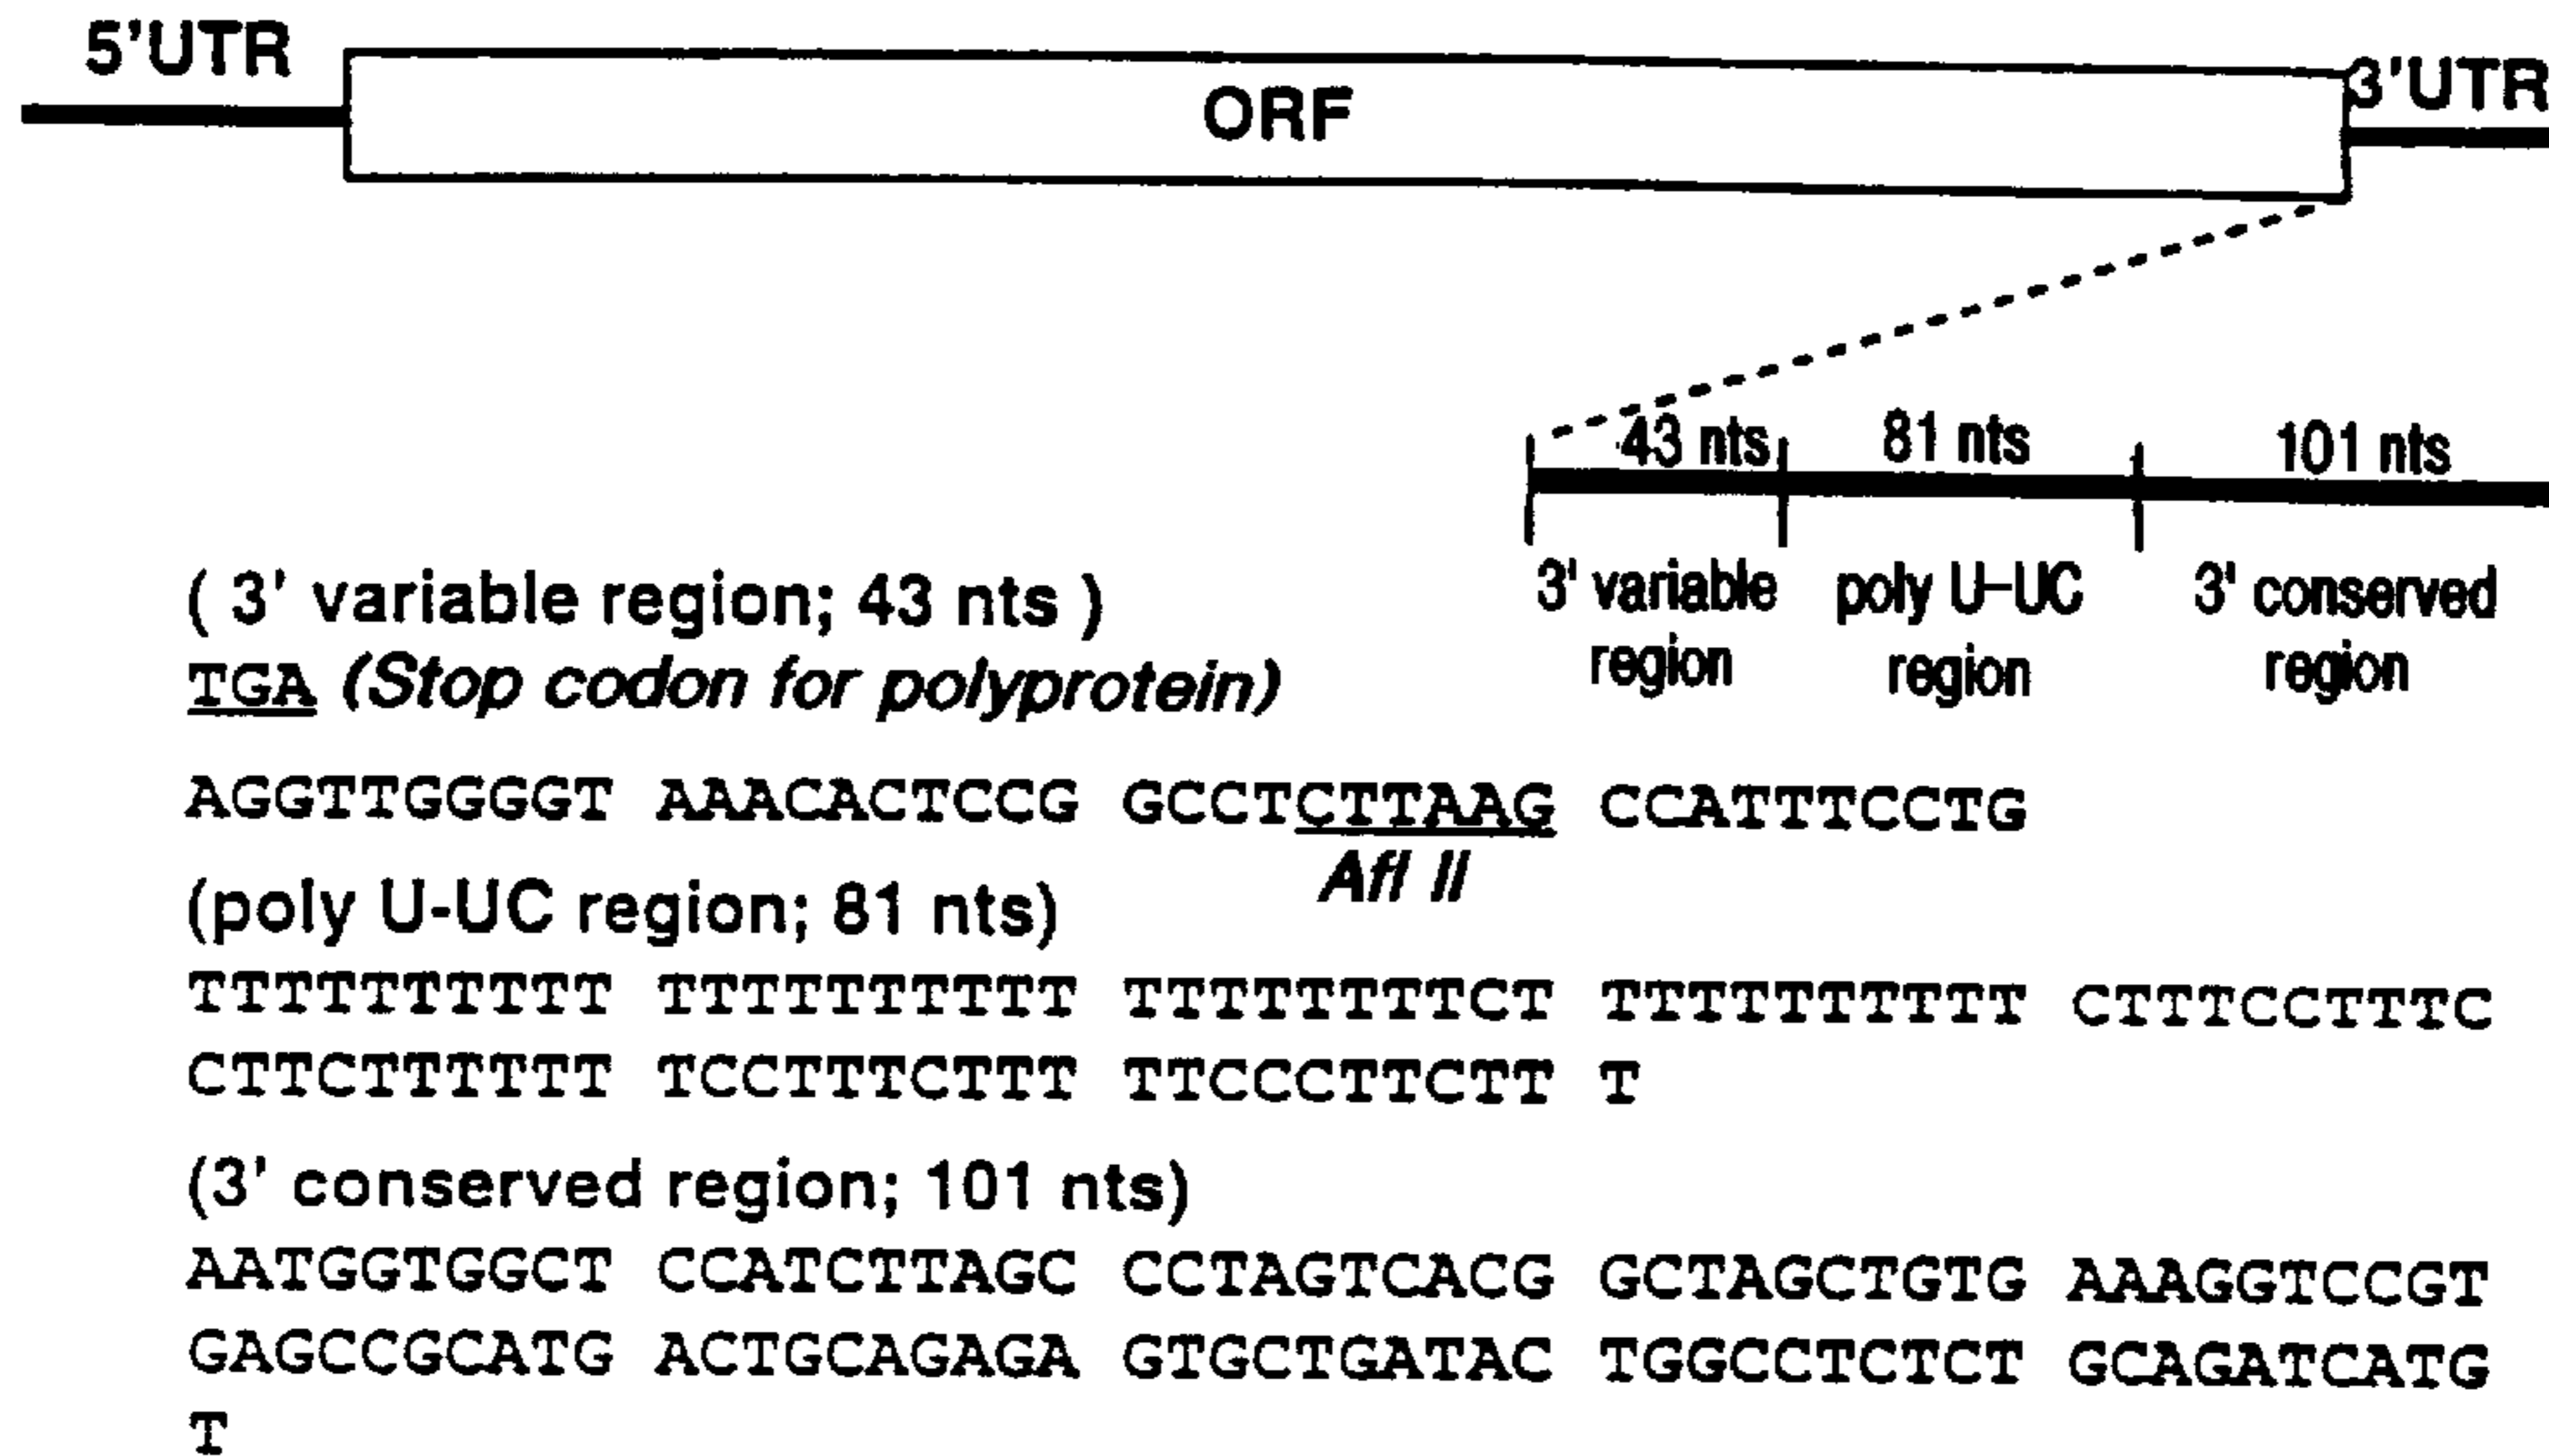 5'UTR
ORF
3'UTR
43 nts
81 nts
101 nts
3' variable region
poly U-UC region
3' conserved region
( 3' variable region; 43 nts )
TGA (Stop codon for polyprotein)
AGGTTGGGGT AAACACTCCG GCCTCTTAAG CCATTTCCTG
Afl II
(poly U-UC region; 81 nts)
TTTTTTTTTT TTTTTTTTTT TTTTTTTTCT TTTTTTTTTT CTTTCCTTTC
CTTCTTTTTT TCCTTTCTTT TTCCCTTCTT T
(3' conserved region; 101 nts)
AATGGTGGCT CCATCTTAGC CCTAGTCACG GCTAGCTGTG AAAGGTCCGT
GAGCCGCATG ACTGCAGAGA GTGCTGATAC TGGCCTCTCT GCAGATCATG
T